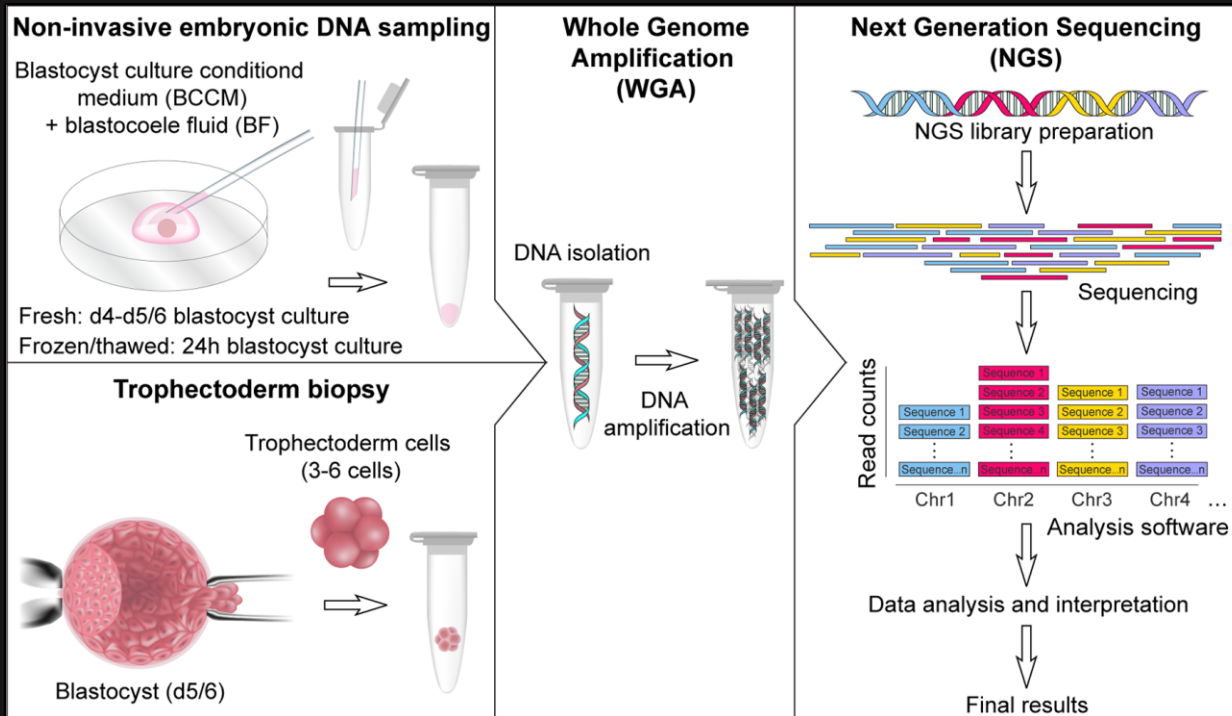 Non-invasive embryonic DNA sampling
Blastocyst culture conditiond
medium (BCCM)
+ blastocoele fluid (BF)
Fresh: d4-d5/6 blastocyst culture
Frozen/thawed: 24h blastocyst culture
Trophectoderm biopsy
Trophectoderm cells
(3-6 cells)
Blastocyst (d5/6)
Whole Genome
Amplification
(WGA)
DNA isolation
DNA
amplification
Next Generation Sequencing
(NGS)
NGS library preparation
Sequencing
Read counts
Sequence 1
Sequence 2
Sequence...n
Sequence 1
Sequence 2
Sequence 3
Sequence 4
Sequence...n
Sequence 1
Sequence 2
Sequence 3
Sequence...n
Sequence 1
Sequence 2
Sequence 3
Sequence...n
Chr1 Chr2 Chr3 Chr4 ...
Analysis software
Data analysis and interpretation
Final results